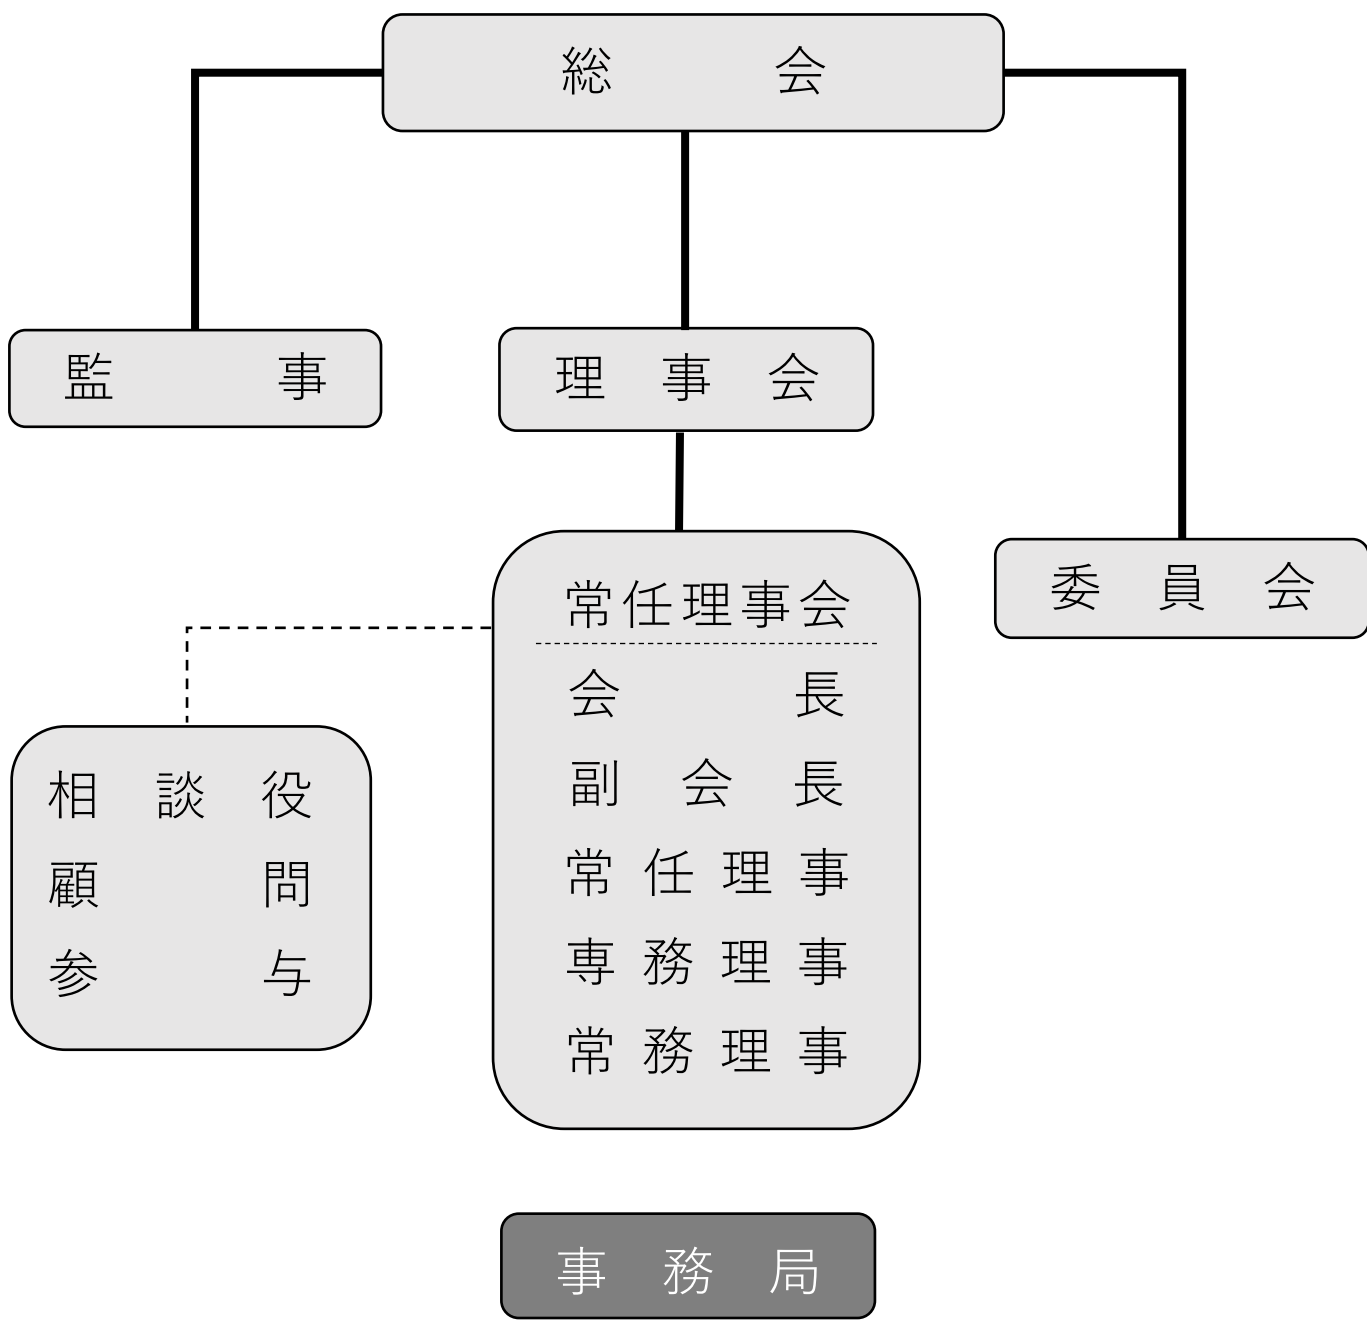 総会
監事
理事会
委員会
常任理事会
会長
副会長
常任理事
専務理事
常務理事
相談役
顧問
参与
事務局